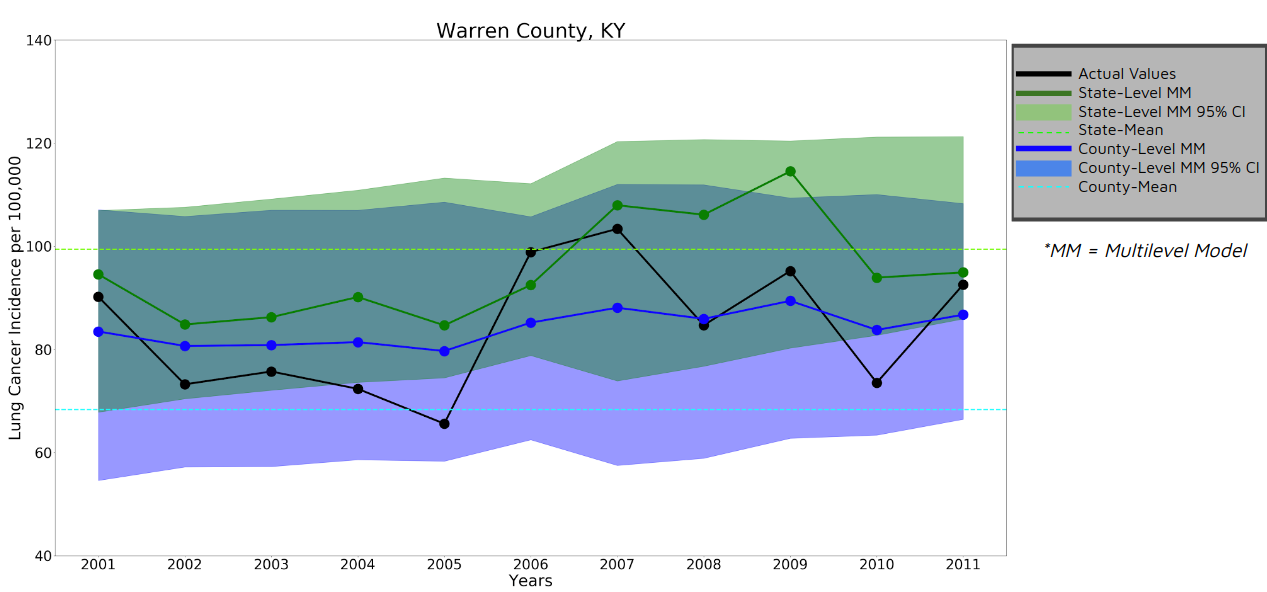 Warren County, KY
140
120
100
80
60
40
Lung Cancer Incidence per 100,000
2001 2002 2003 2004 2005 2006 2007 2008 2009 2010 2011
Years
Actual Values
State-Level MM
State-Level MM 95% CI
State-Mean
County-Level MM
County-Level MM 95% CI
County-Mean
*MM = Multilevel Model